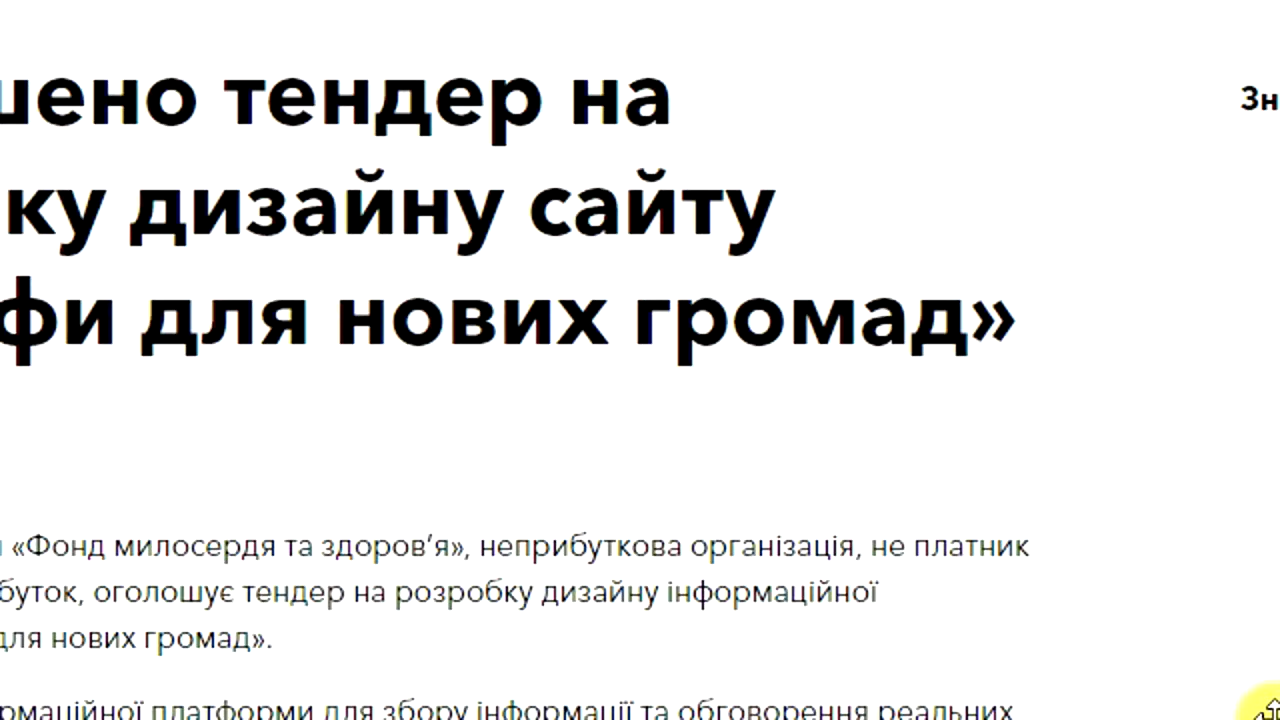 шено тендер на
ку дизайну сайту
фи для нових громад»
Зн
«Фонд милосердя та здоров’я», неприбуткова організація, не платник
буток, оголошує тендер на розробку дизайну інформаційної
для нових громад».
рмаційної платформи для збору інформації та обговорення реальних